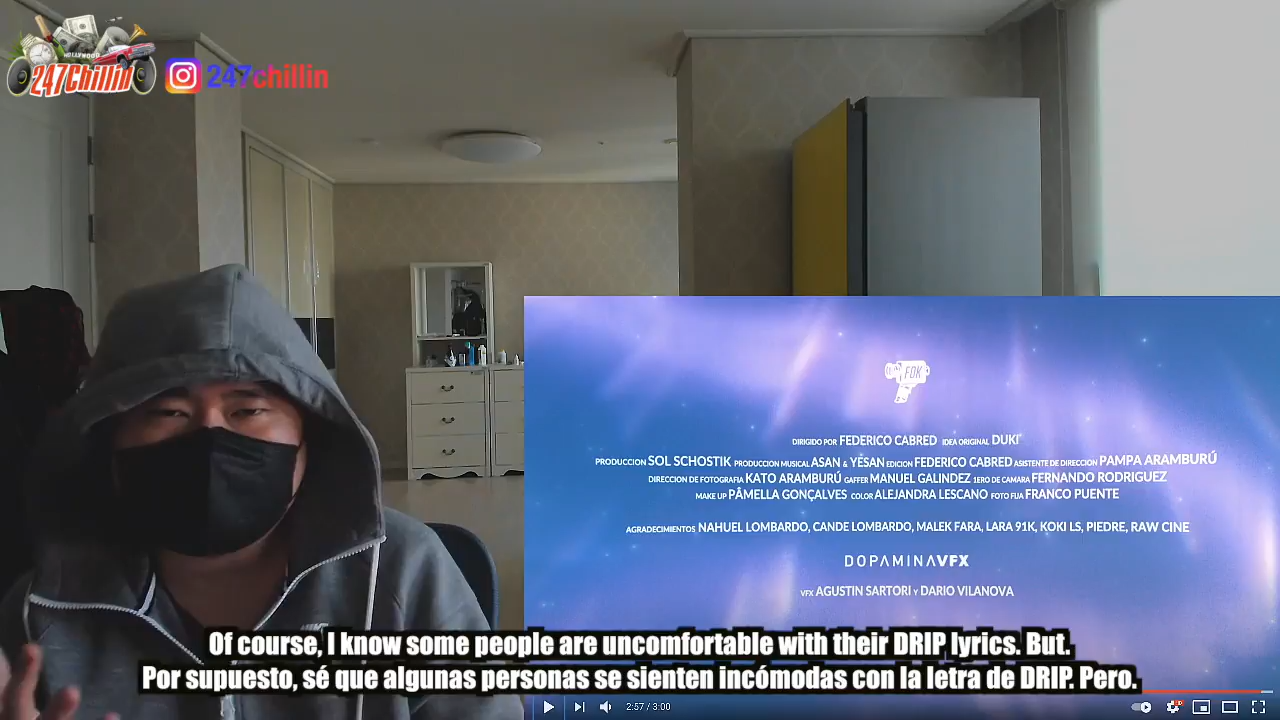 HOLLYWOOD
247Chillin
247chillin
FDK
DIRIGIDO POR FEDERICO CABRED IDEA ORIGINAL DUKI
PRODUCCION SOL SCHOSTIK PRODUCCION MUSICAL ASAN & YESAN EDICION FEDERICO CABRED ASISTENTE DE DIRECCION PAMPA ARAMBURÚ
DIRECCION DE FOTOGRAFIA KATO ARAMBURÚ GAFFER MANUEL GALINDEZ 1ERO DE CAMARA FERNANDO RODRIGUEZ
MAKE UP PÂMELLA GONÇALVES COLOR ALEJANDRA LESCANO FOTO FIJA FRANCO PUENTE
AGRADECIMIENTOS NAHUEL LOMBARDO, CANDE LOMBARDO, MALEK FARA, LARA 91K, KOKI LS, PIEDRE, RAW CINE
DOPAMINAVFX
VFX AGUSTIN SARTORI Y DARIO VILANOVA
Of course, I know some people are uncomfortable with their DRIP lyrics. But.
Por supuesto, sé que algunas personas se sienten incómodas con la letra de DRIP. Pero.
2:57 / 3:00